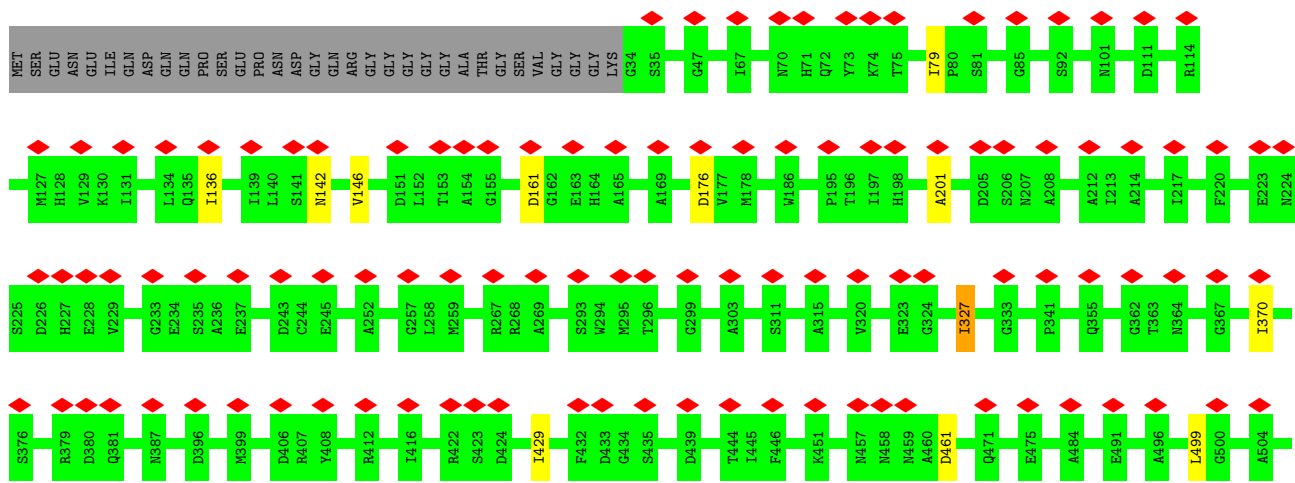 MET SER GLU ASN GLU ILE GLN ASP GLN GLN PRO SER GLU PRO ASN ASP GLY GLN ARG GLY GLY GLY GLY ALA THR GLY SER VAL GLY GLY GLY LYS G34 S35 G47 I67 N70 H71 Q72 Y73 K74 T75 I79 P80 S81 G85 S92 N101 D111 R114
M127 H128 V129 K130 I131 L134 Q135 I136 I139 L140 S141 N142 V146 D151 L152 T153 A154 G155 D161 G162 E163 H164 A165 A169 D176 V177 M178 W186 P195 T196 I197 H198 A201 D205 S206 N207 A208 A212 I213 A214 I217 F220 E223 N224
S225 D226 H227 E228 V229 G233 E234 S235 A236 E237 D243 C244 E245 A252 G257 L258 M259 R267 R268 A269 S293 W294 M295 T296 G299 A303 S311 A315 V320 E323 G324 I327 G333 P341 Q355 G362 T363 N364 G367 I370
S376 R379 D380 Q381 N387 D396 M399 D406 R407 Y408 R412 I416 R422 S423 D424 I429 F432 D433 G434 S435 D439 T444 I445 F446 K451 N457 N458 N459 A460 D461 Q471 E475 A484 E491 A496 L499 G500 A504